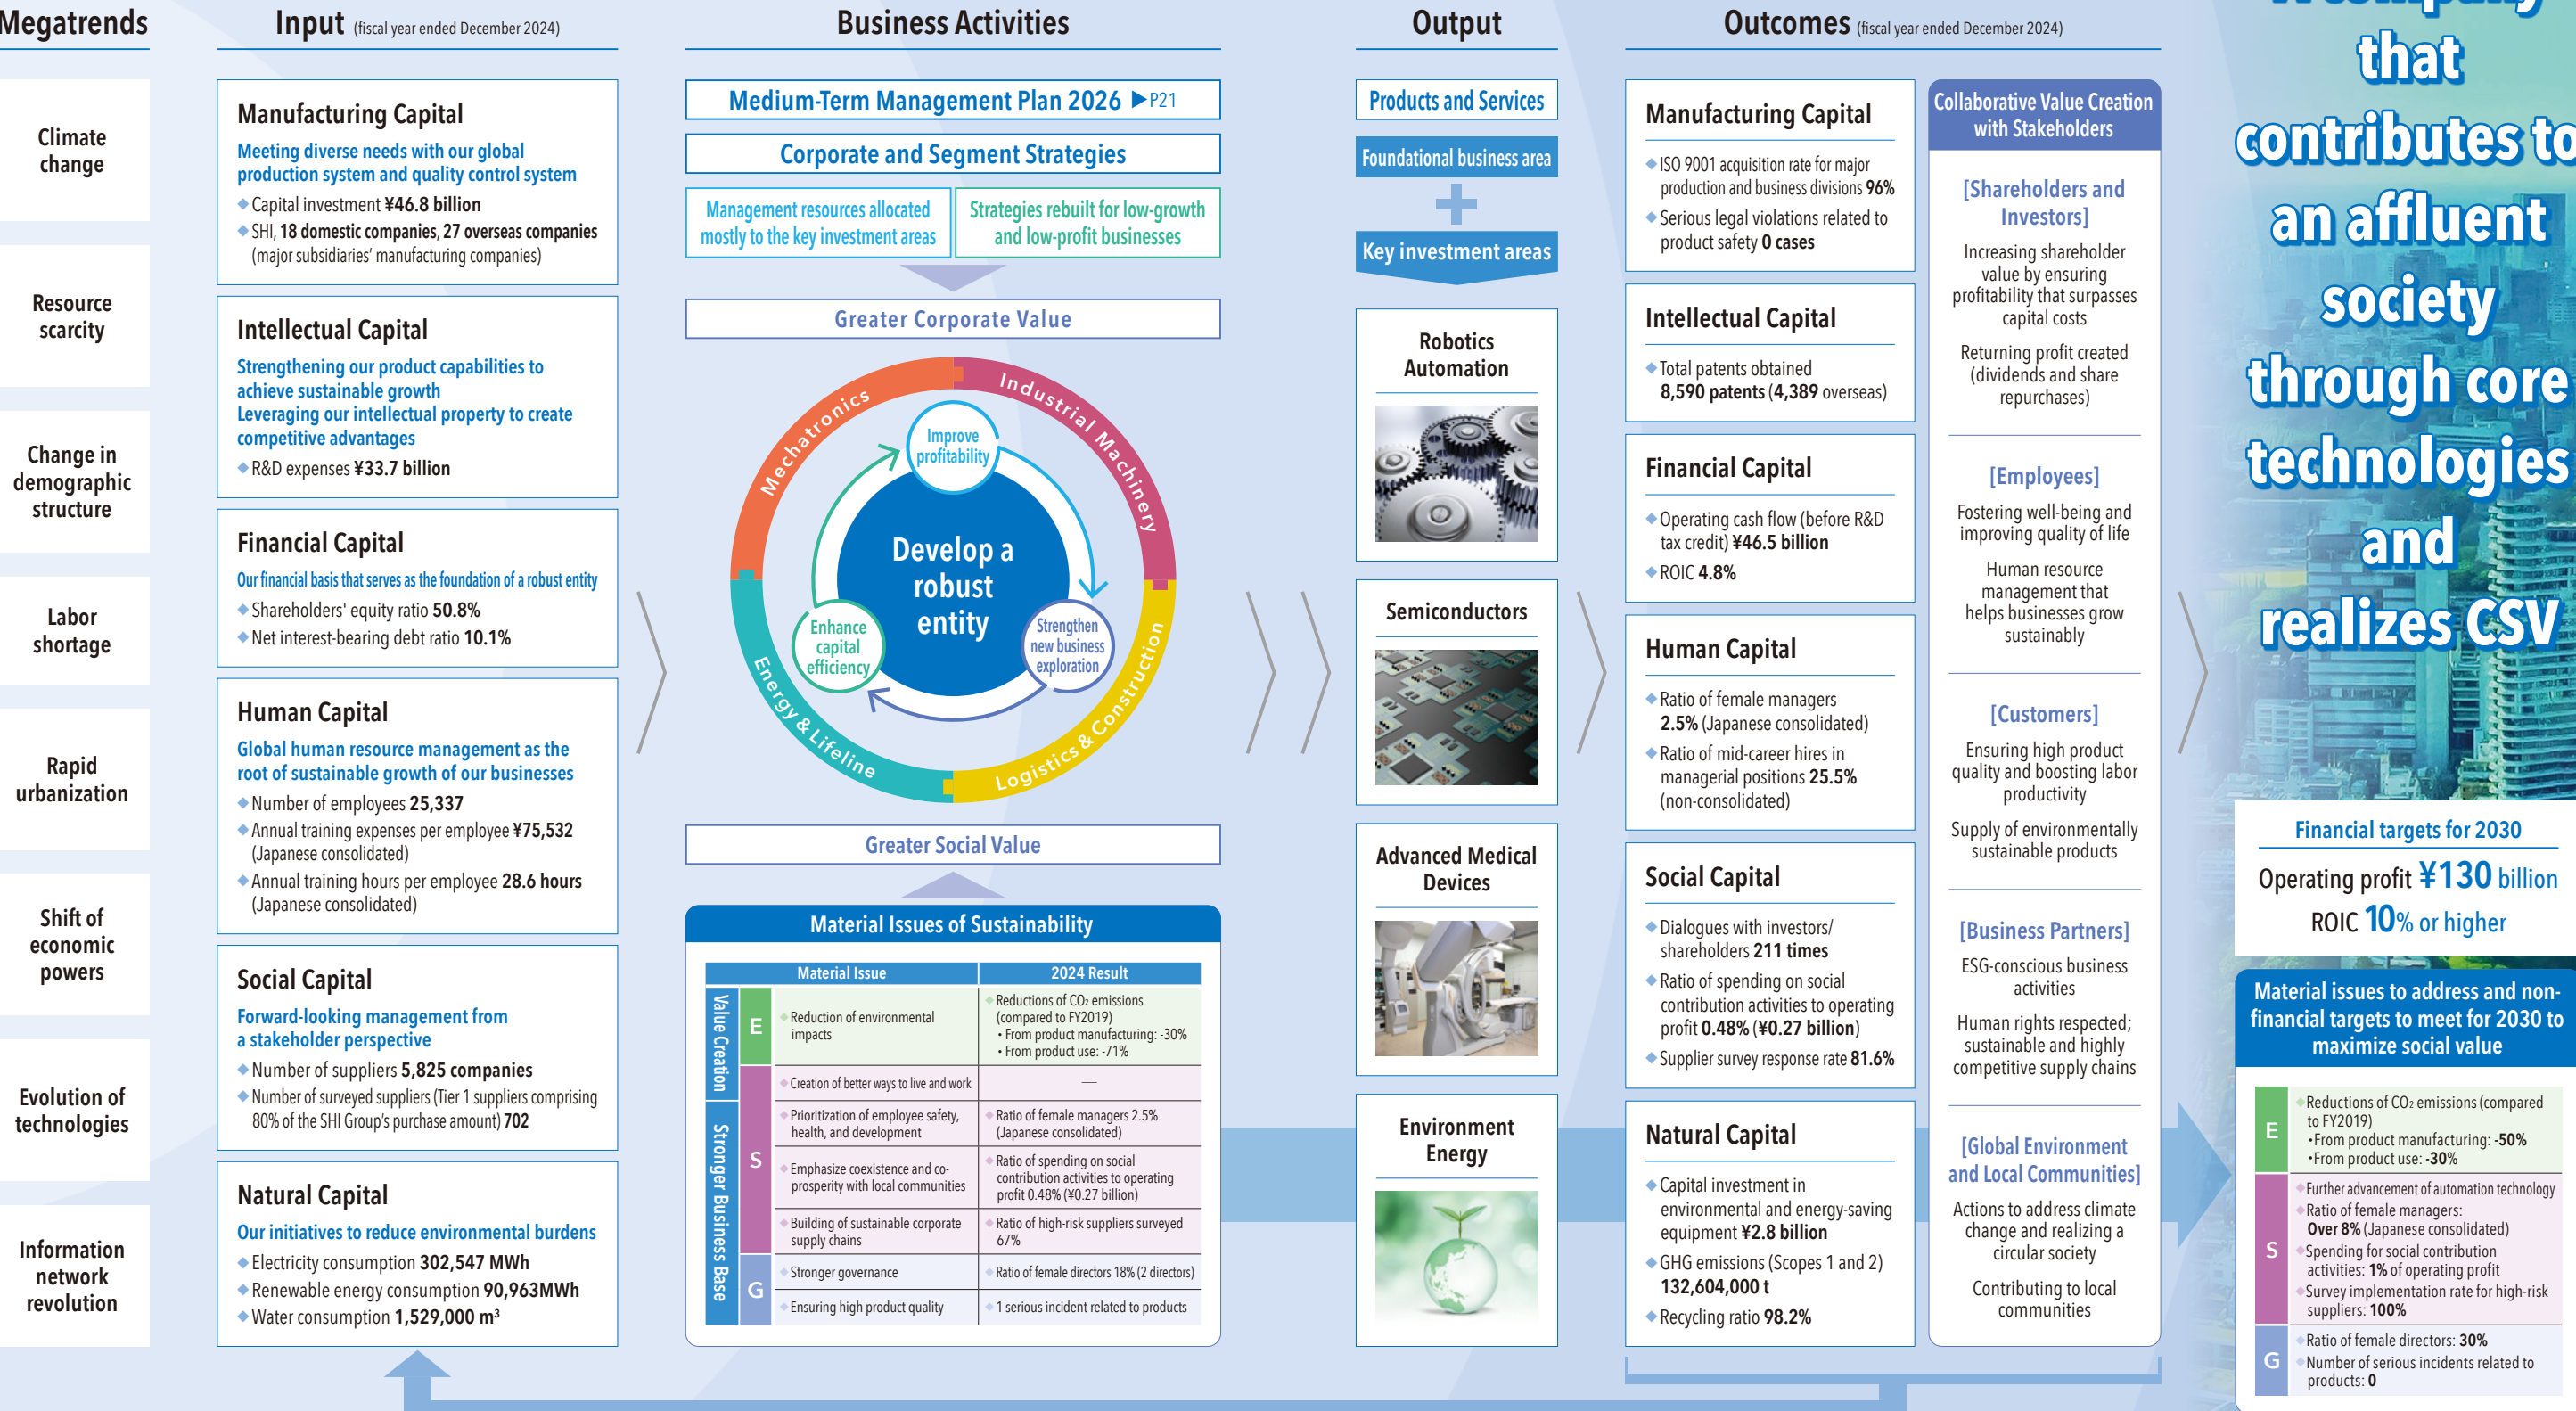 Megatrends
Climate
change
Resource
scarcity
Change in
demographic
structure
Labor
shortage
Rapid
urbanization
Shift of
economic
powers
Evolution of
technologies
Information
network
revolution
Input (fiscal year ended December 2024)
Manufacturing Capital
Meeting diverse needs with our global
production system and quality control system
◆Capital investment ¥46.8 billion
◆SHI, 18 domestic companies, 27 overseas companies
(major subsidiaries’ manufacturing companies)
Intellectual Capital
Strengthening our product capabilities to
achieve sustainable growth
Leveraging our intellectual property to create
competitive advantages
◆R&D expenses ¥33.7 billion
Financial Capital
Our financial basis that serves as the foundation of a robust entity
◆Shareholders' equity ratio 50.8%
◆Net interest-bearing debt ratio 10.1%
Human Capital
Global human resource management as the
root of sustainable growth of our businesses
◆Number of employees 25,337
◆Annual training expenses per employee ¥75,532
(Japanese consolidated)
◆Annual training hours per employee 28.6 hours
(Japanese consolidated)
Social Capital
Forward-looking management from
a stakeholder perspective
◆Number of suppliers 5,825 companies
◆Number of surveyed suppliers (Tier 1 suppliers comprising
80% of the SHI Group’s purchase amount) 702
Natural Capital
Our initiatives to reduce environmental burdens
◆Electricity consumption 302,547 MWh
◆Renewable energy consumption 90,963MWh
◆Water consumption 1,529,000 m³
Business Activities
Medium-Term Management Plan 2026 ▶P21
Corporate and Segment Strategies
Management resources allocated
mostly to the key investment areas
Strategies rebuilt for low-growth
and low-profit businesses
Greater Corporate Value
Mechatronics
Industrial Machinery
Logistics & Construction
Energy & Lifeline
Improve
profitability
Develop a
robust
entity
Enhance
capital
efficiency
Strengthen
new business
exploration
Greater Social Value
Material Issues of Sustainability
Material Issue
2024 Result
Value Creation
Stronger Business Base
E
◆Reduction of environmental
impacts
◆Reductions of CO₂ emissions
(compared to FY2019)
• From product manufacturing: -30%
• From product use: -71%
S
◆Creation of better ways to live and work
—
◆Prioritization of employee safety,
health, and development
◆Ratio of female managers 2.5%
(Japanese consolidated)
◆Emphasize coexistence and co-
prosperity with local communities
◆Ratio of spending on social
contribution activities to operating
profit 0.48% (¥0.27 billion)
◆Building of sustainable corporate
supply chains
◆Ratio of high-risk suppliers surveyed
67%
G
◆Stronger governance
◆Ratio of female directors 18% (2 directors)
◆Ensuring high product quality
◆1 serious incident related to products
Output
Products and Services
Foundational business area
+
Key investment areas
Robotics
Automation
Semiconductors
Advanced Medical
Devices
Environment
Energy
Outcomes (fiscal year ended December 2024)
Manufacturing Capital
◆ISO 9001 acquisition rate for major
production and business divisions 96%
◆Serious legal violations related to
product safety 0 cases
Intellectual Capital
◆Total patents obtained
8,590 patents (4,389 overseas)
Financial Capital
◆Operating cash flow (before R&D
tax credit) ¥46.5 billion
◆ROIC 4.8%
Human Capital
◆Ratio of female managers
2.5% (Japanese consolidated)
◆Ratio of mid-career hires in
managerial positions 25.5%
(non-consolidated)
Social Capital
◆Dialogues with investors/
shareholders 211 times
◆Ratio of spending on social
contribution activities to operating
profit 0.48% (¥0.27 billion)
◆Supplier survey response rate 81.6%
Natural Capital
◆Capital investment in
environmental and energy-saving
equipment ¥2.8 billion
◆GHG emissions (Scopes 1 and 2)
132,604,000 t
◆Recycling ratio 98.2%
Collaborative Value Creation
with Stakeholders
[Shareholders and
Investors]
Increasing shareholder
value by ensuring
profitability that surpasses
capital costs
Returning profit created
(dividends and share
repurchases)
[Employees]
Fostering well-being and
improving quality of life
Human resource
management that
helps businesses grow
sustainably
[Customers]
Ensuring high product
quality and boosting labor
productivity
Supply of environmentally
sustainable products
[Business Partners]
ESG-conscious business
activities
Human rights respected;
sustainable and highly
competitive supply chains
[Global Environment
and Local Communities]
Actions to address climate
change and realizing a
circular society
Contributing to local
communities
A company
that
contributes to
an affluent
society
through core
technologies
and
realizes CSV
Financial targets for 2030
Operating profit ¥130 billion
ROIC 10% or higher
Material issues to address and non-
financial targets to meet for 2030 to
maximize social value
E
◆Reductions of CO₂ emissions (compared
to FY2019)
•From product manufacturing: -50%
•From product use: -30%
S
◆Further advancement of automation technology
◆Ratio of female managers:
Over 8% (Japanese consolidated)
◆Spending for social contribution
activities: 1% of operating profit
◆Survey implementation rate for high-risk
suppliers: 100%
G
◆Ratio of female directors: 30%
◆Number of serious incidents related to
products: 0